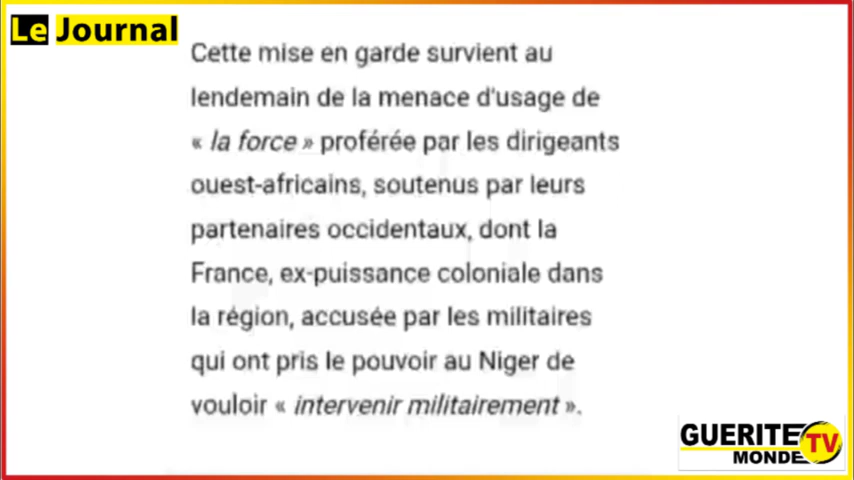 Le Journal
Cette mise en garde survient au
lendemain de la menace d'usage de
« la force » proférée par les dirigeants
ouest-africains, soutenus par leurs
partenaires occidentaux, dont la
France, ex-puissance coloniale dans
la région, accusée par les militaires
qui ont pris le pouvoir au Niger de
vouloir « intervenir militairement ».
GUERITE TV
MONDE